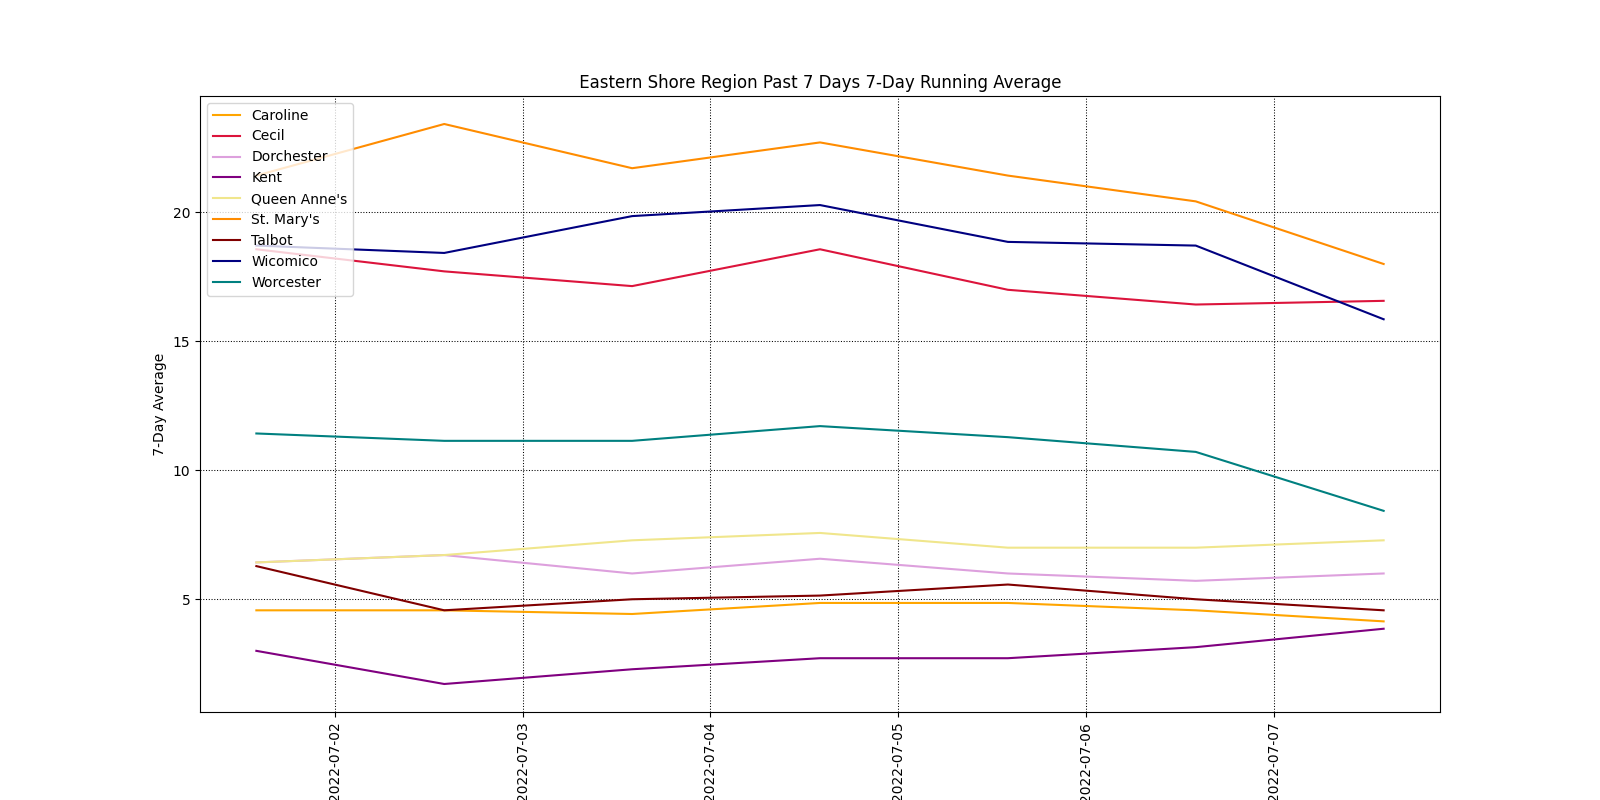 Eastern Shore Region Past 7 Days 7-Day Running Average
Caroline
Cecil
Dorchester
Kent
Queen Anne's
St. Mary's
Talbot
Wicomico
Worcester
7-Day Average
20
15
10
5
2022-07-02
2022-07-03
2022-07-04
2022-07-05
2022-07-06
2022-07-07